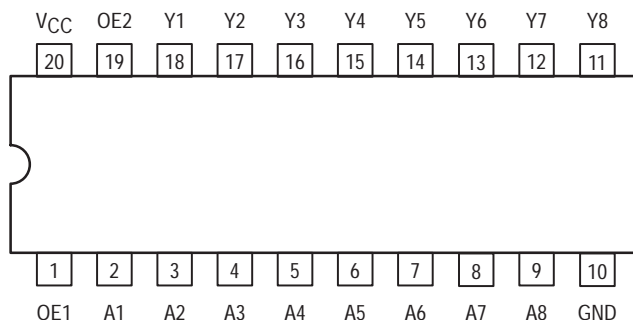 VCC OE2 Y1 Y2 Y3 Y4 Y5 Y6 Y7 Y8
20 19 18 17 16 15 14 13 12 11
1 2 3 4 5 6 7 8 9 10
OE1 A1 A2 A3 A4 A5 A6 A7 A8 GND